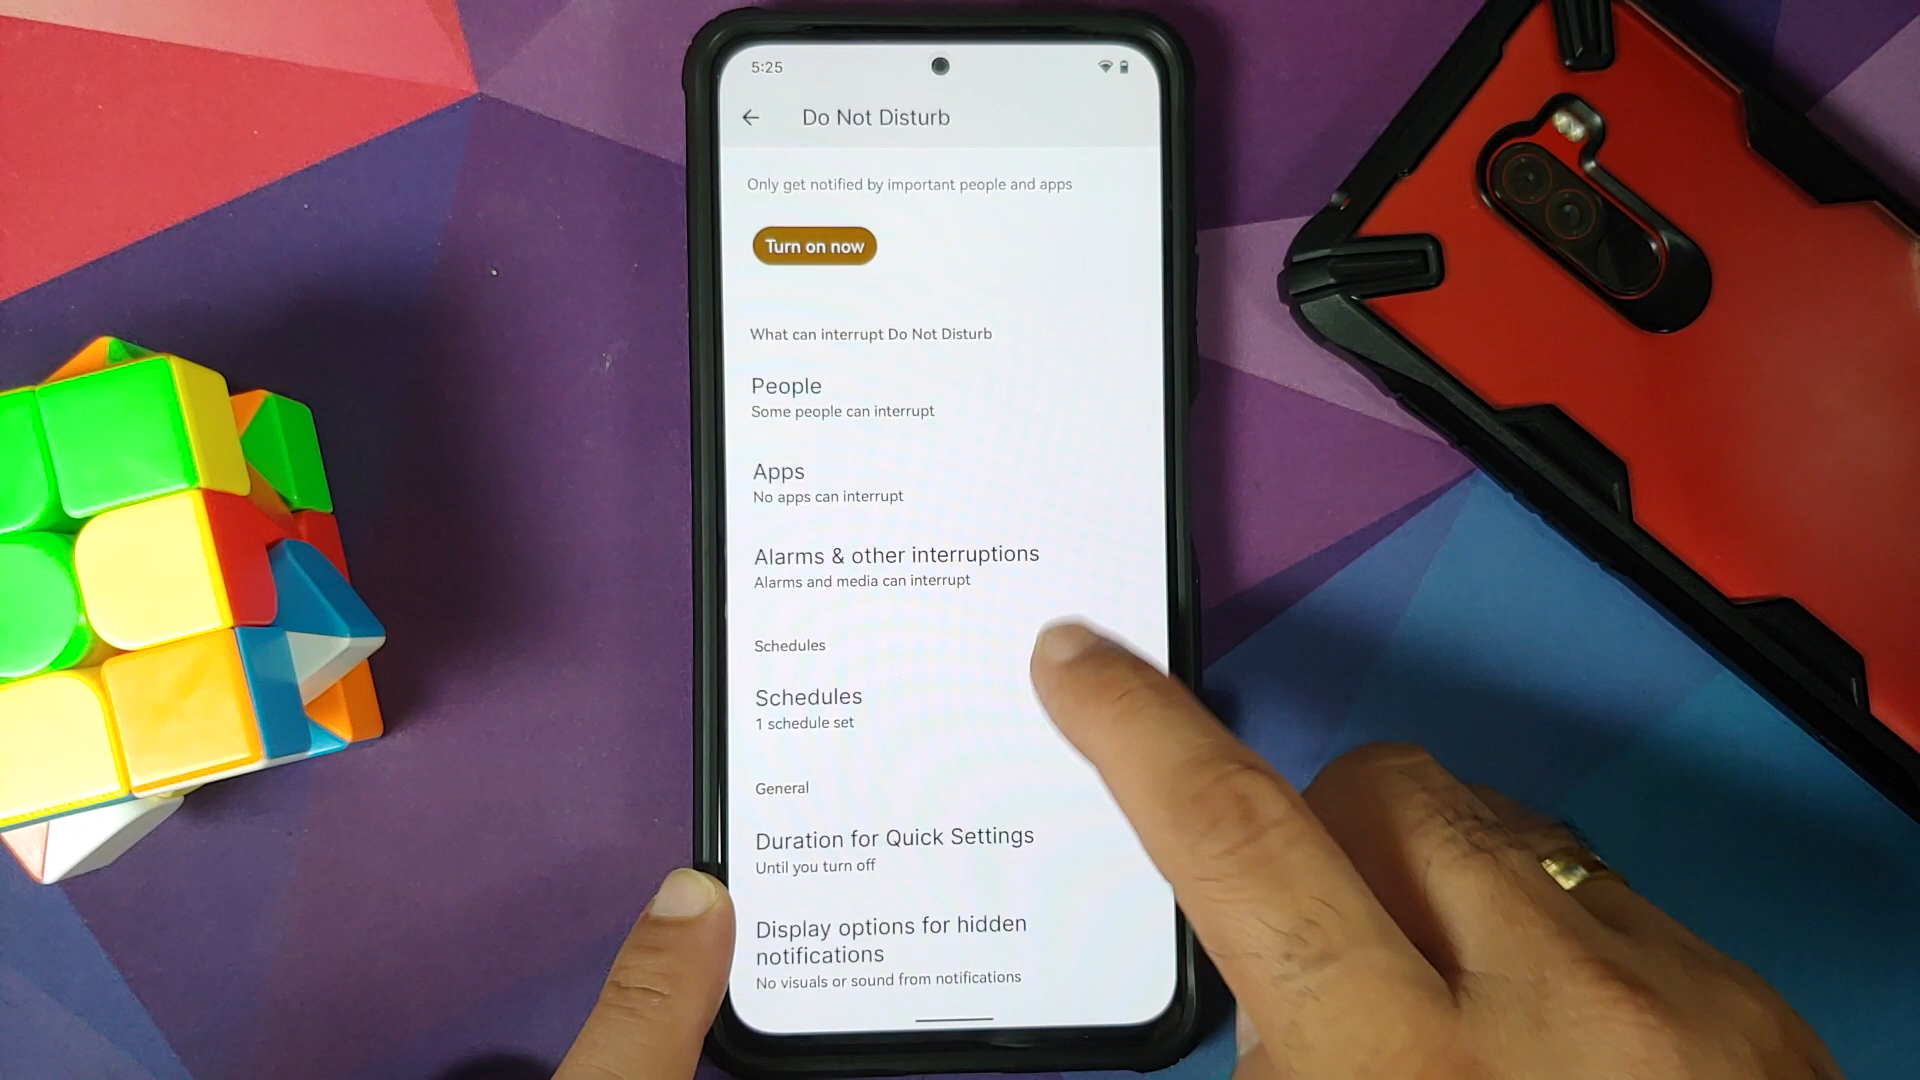 5:25
Do Not Disturb
Only get notified by important people and apps
Turn on now
What can interrupt Do Not Disturb
People
Some people can interrupt
Apps
No apps can interrupt
Alarms & other interruptions
Alarms and media can interrupt
Schedules
Schedules
1 schedule set
General
Duration for Quick Settings
Until you turn off
Display options for hidden
notifications
No visuals or sound from notifications